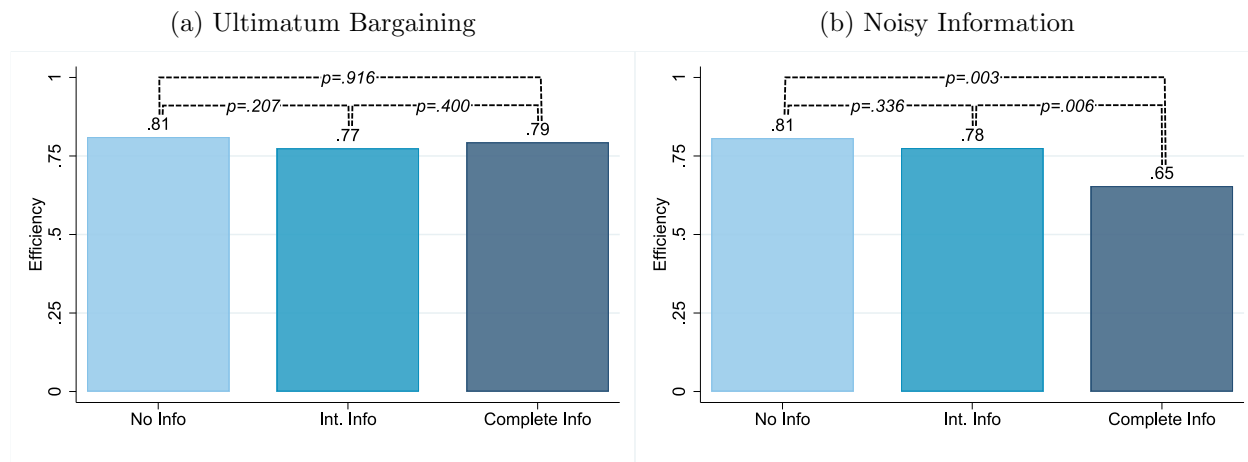 (a) Ultimatum Bargaining
1
.75
.5
.25
0
Efficiency
p=.916
p=.207
p=.400
.81
.77
.79
No Info
Int. Info
Complete Info
(b) Noisy Information
1
.75
.5
.25
0
Efficiency
p=.003
p=.336
p=.006
.81
.78
.65
No Info
Int. Info
Complete Info